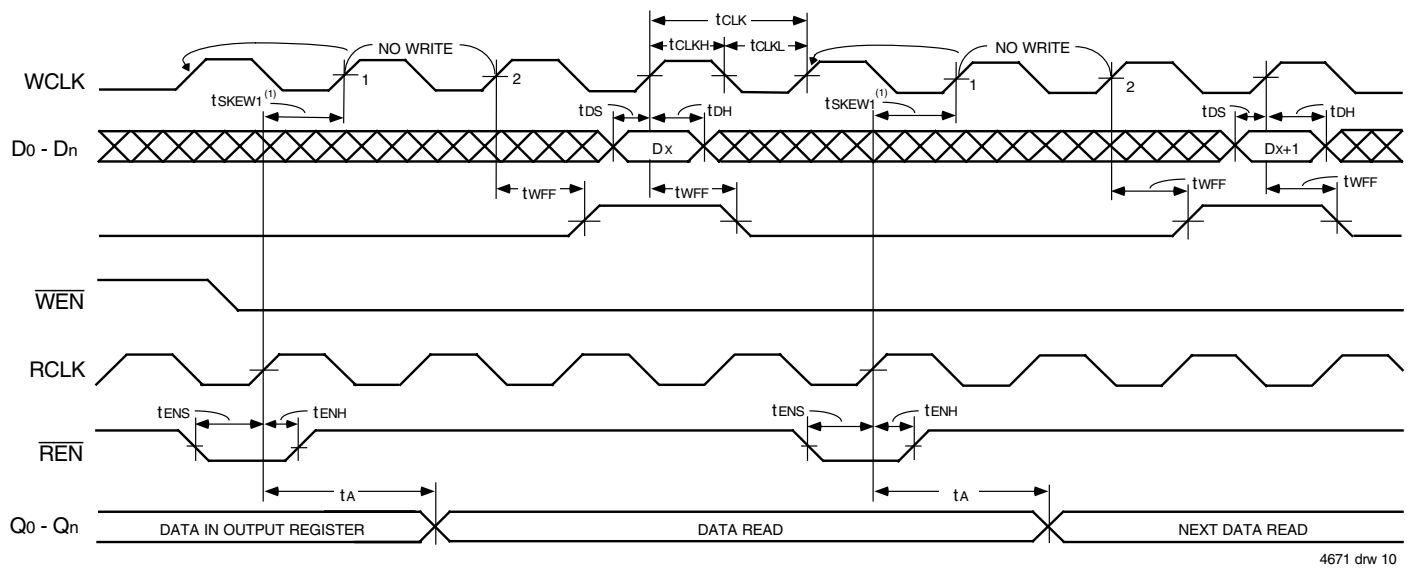 tCLK
tCLKH tCLKL
NO WRITE NO WRITE
WCLK 1 2 1 2
tSKEW1(1) tDS tDH tSKEW1(1) tDS tDH
D0 - Dn DX DX+1
tWFF tWFF tWFF tWFF
WEN
RCLK
tENS tENH tENS tENH
REN
tA tA
Q0 - Qn DATA IN OUTPUT REGISTER DATA READ NEXT DATA READ
4671 drw 10